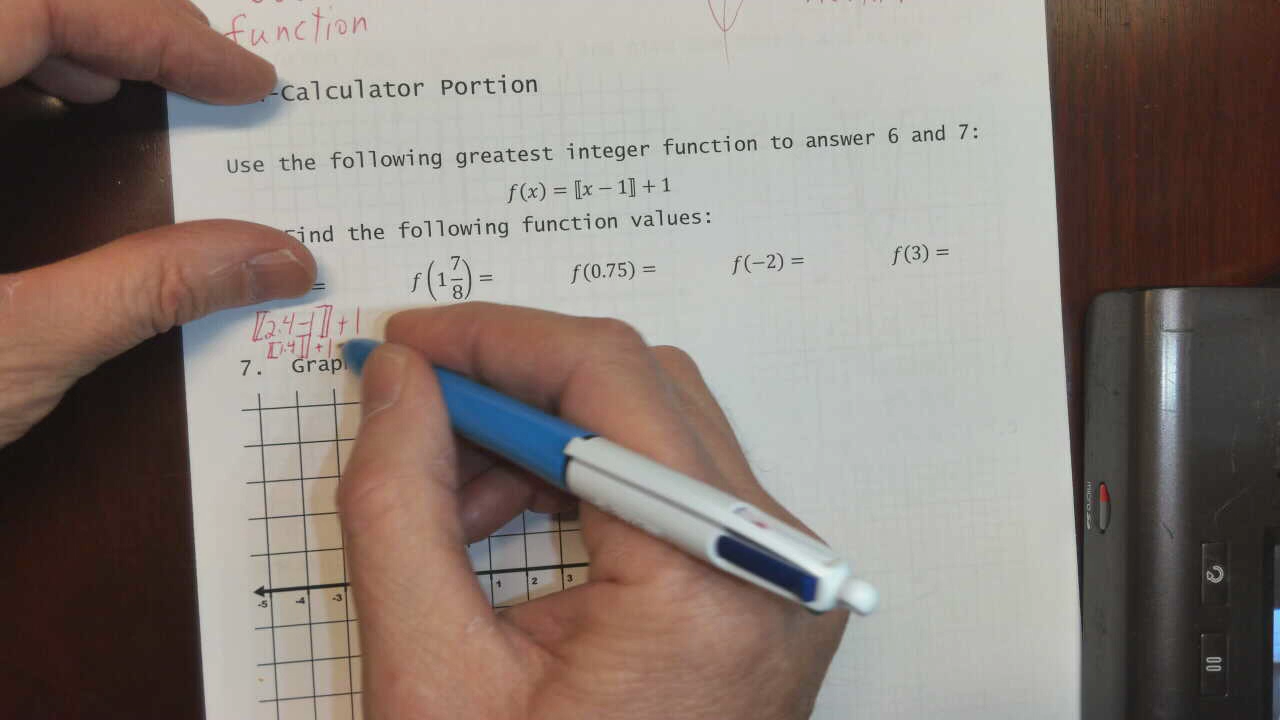 function
-Calculator Portion
Use the following greatest integer function to answer 6 and 7:
f(x) = ⟦x − 1⟧ + 1
Find the following function values:
= f(1 7/8) = f(0.75) = f(−2) = f(3) =
⟦2.4−1⟧+1
⟦1.4⟧+1
7. Grap
-5 -4 -3 1 2 3
micro